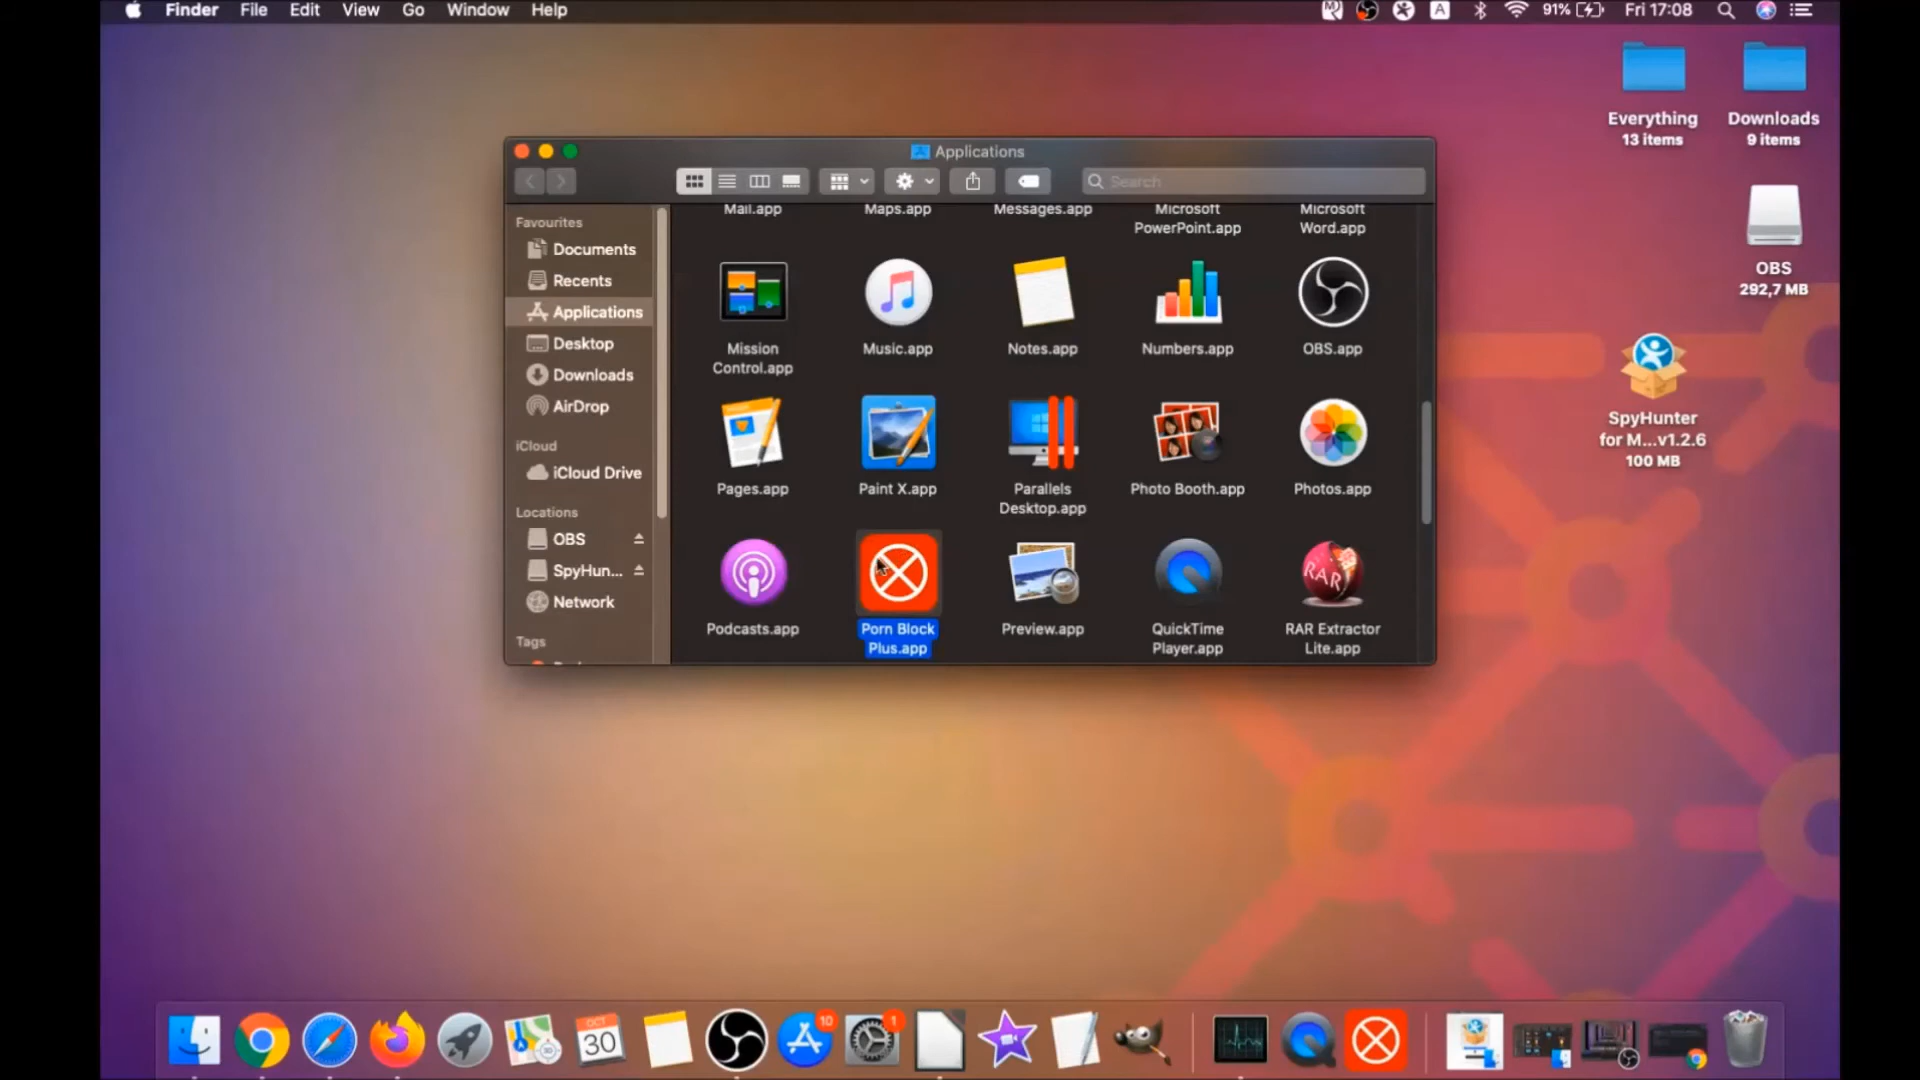 Finder File Edit View Go Window Help
A 91% Fri 17:08
Everything
13 items
Downloads
9 items
OBS
292,7 MB
SpyHunter
for M...v1.2.6
100 MB
Applications
Search
Favourites
Documents
Recents
Applications
Desktop
Downloads
AirDrop
iCloud
iCloud Drive
Locations
OBS
SpyHun...
Network
Tags
Mail.app
Maps.app
Messages.app
Microsoft
PowerPoint.app
Microsoft
Word.app
Mission
Control.app
Music.app
Notes.app
Numbers.app
OBS.app
Pages.app
Paint X.app
Parallels
Desktop.app
Photo Booth.app
Photos.app
RAR
Podcasts.app
Porn Block
Plus.app
Preview.app
QuickTime
Player.app
RAR Extractor
Lite.app
OCT
30
10
1